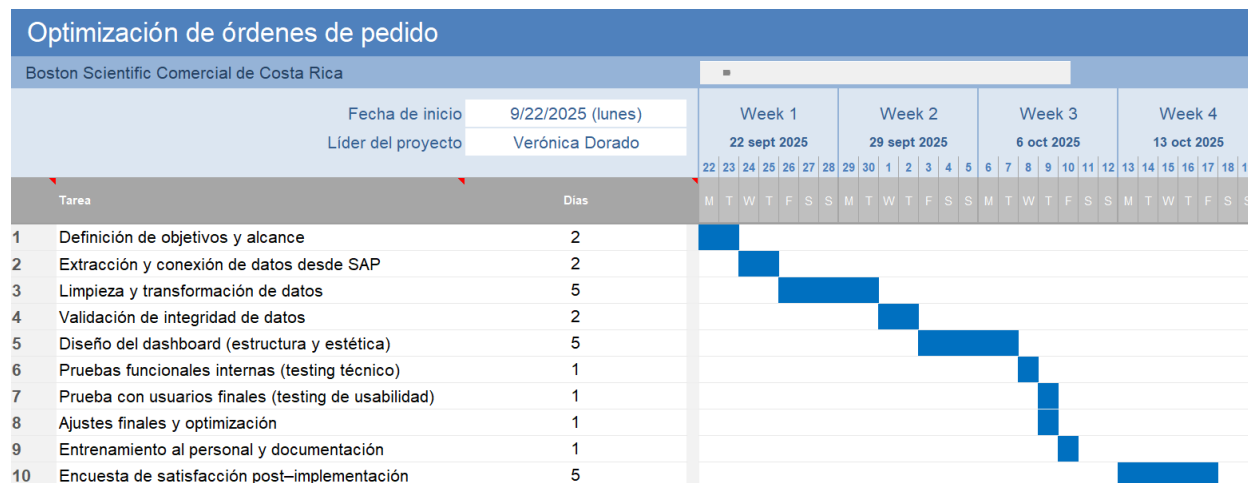 Optimización de órdenes de pedido
Boston Scientific Comercial de Costa Rica
Fecha de inicio 9/22/2025 (lunes) Week 1 Week 2 Week 3 Week 4
Líder del proyecto Verónica Dorado 22 sept 2025 29 sept 2025 6 oct 2025 13 oct 2025
22 23 24 25 26 27 28 29 30 1 2 3 4 5 6 7 8 9 10 11 12 13 14 15 16 17 18
Tarea Dias M T W T F S S M T W T F S S M T W T F S S M T W T F S S
1 Definición de objetivos y alcance 2
2 Extracción y conexión de datos desde SAP 2
3 Limpieza y transformación de datos 5
4 Validación de integridad de datos 2
5 Diseño del dashboard (estructura y estética) 5
6 Pruebas funcionales internas (testing técnico) 1
7 Prueba con usuarios finales (testing de usabilidad) 1
8 Ajustes finales y optimización 1
9 Entrenamiento al personal y documentación 1
10 Encuesta de satisfacción post–implementación 5